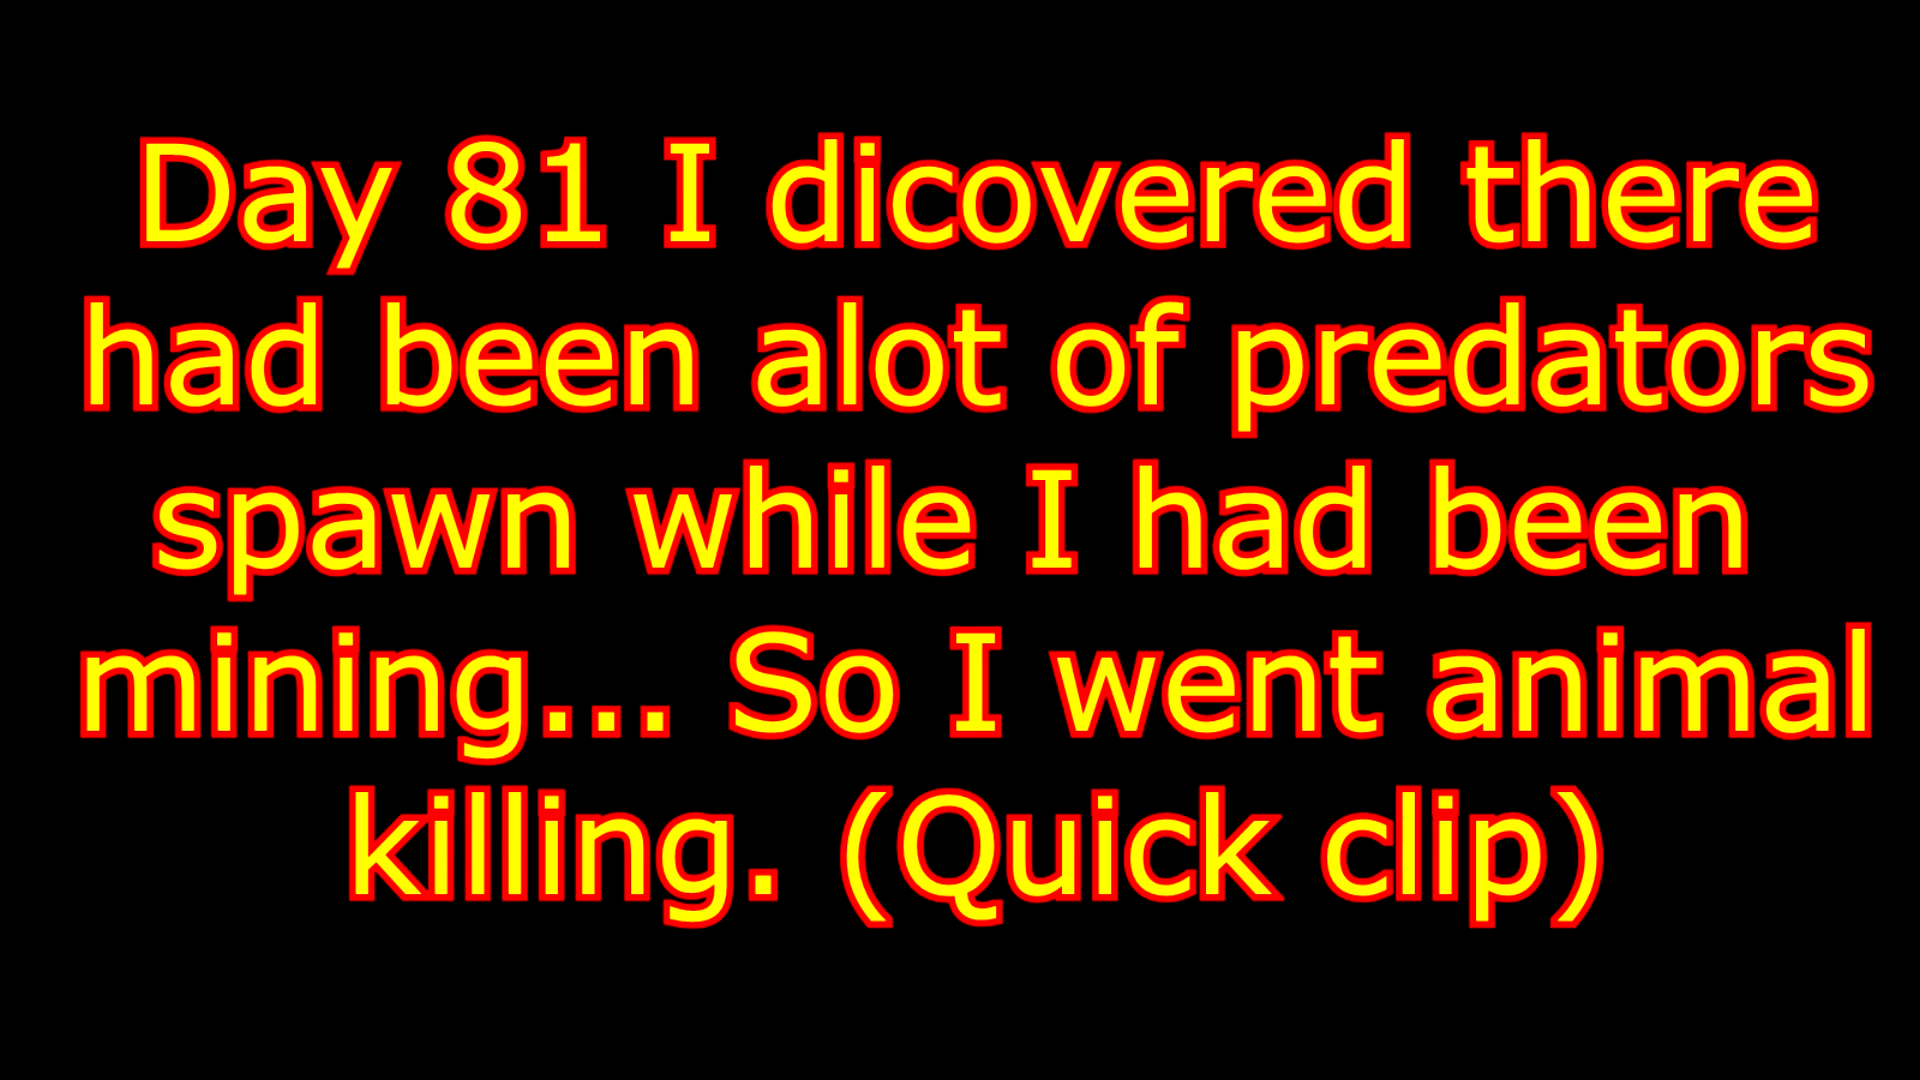 Day 81 I dicovered there
had been alot of predators
spawn while I had been
mining... So I went animal
killing. (Quick clip)